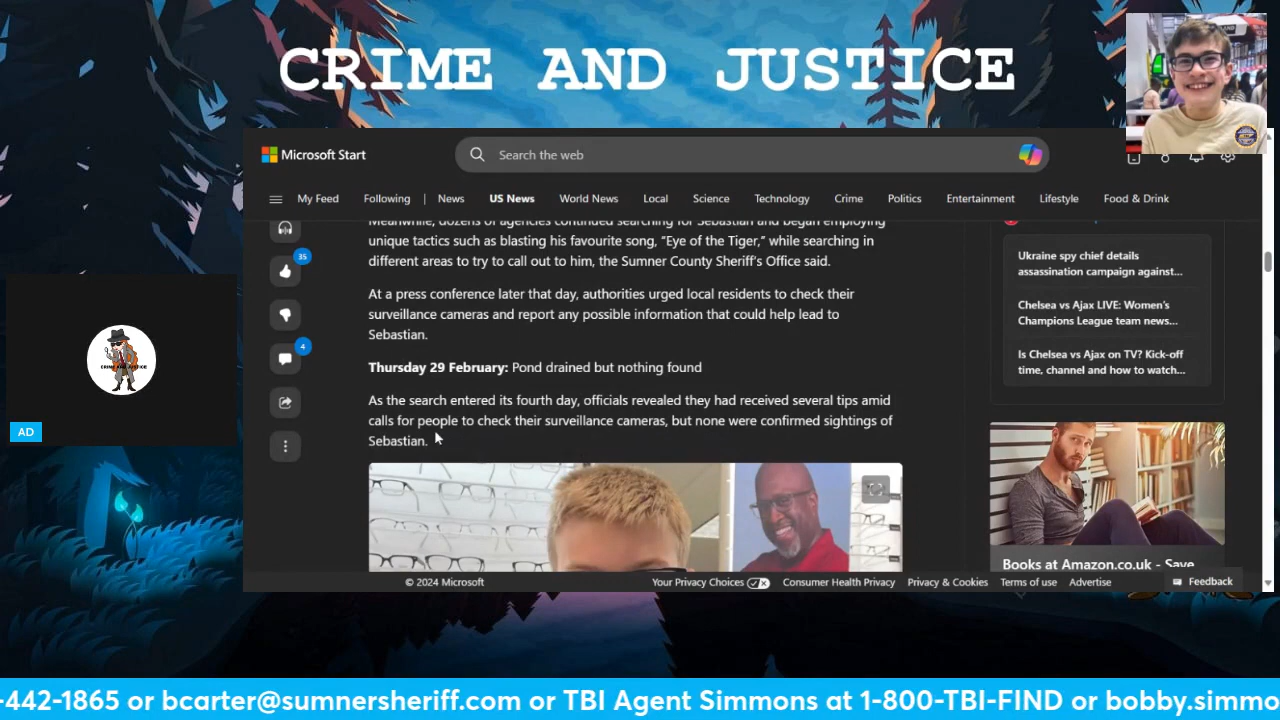 CRIME AND JUSTICE
Microsoft Start
Search the web
My Feed Following | News US News World News Local Science Technology Crime Politics Entertainment Lifestyle Food & Drink
Meanwhile, dozens of agencies continued searching for Sebastian and began employing
unique tactics such as blasting his favourite song, “Eye of the Tiger,” while searching in
different areas to try to call out to him, the Sumner County Sheriff’s Office said.
35
At a press conference later that day, authorities urged local residents to check their
surveillance cameras and report any possible information that could help lead to
Sebastian.
4
Thursday 29 February: Pond drained but nothing found
As the search entered its fourth day, officials revealed they had received several tips amid
calls for people to check their surveillance cameras, but none were confirmed sightings of
Sebastian.
Ukraine spy chief details
assassination campaign against...
Chelsea vs Ajax LIVE: Women’s
Champions League team news...
Is Chelsea vs Ajax on TV? Kick-off
time, channel and how to watch...
Books at Amazon.co.uk - Save
CRIME AND JUSTICE
AD
© 2024 Microsoft
Your Privacy Choices Consumer Health Privacy Privacy & Cookies Terms of use Advertise Feedback
-442-1865 or bcarter@sumnersheriff.com or TBI Agent Simmons at 1-800-TBI-FIND or bobby.simmo